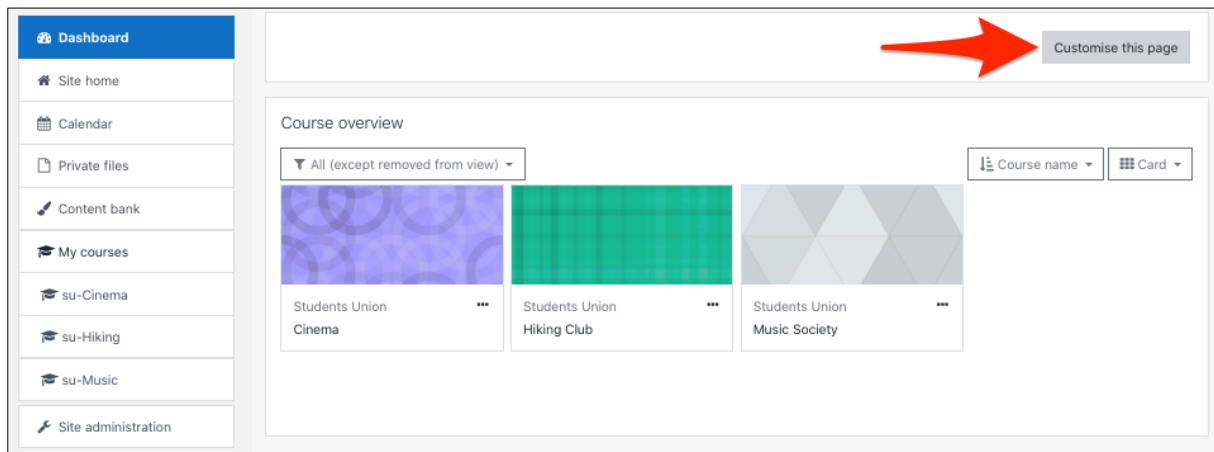 Dashboard
Site home
Calendar
Private files
Content bank
My courses
su-Cinema
su-Hiking
su-Music
Site administration
Customise this page
Course overview
All (except removed from view)
Course name
Card
Students Union
Cinema
Students Union
Hiking Club
Students Union
Music Society